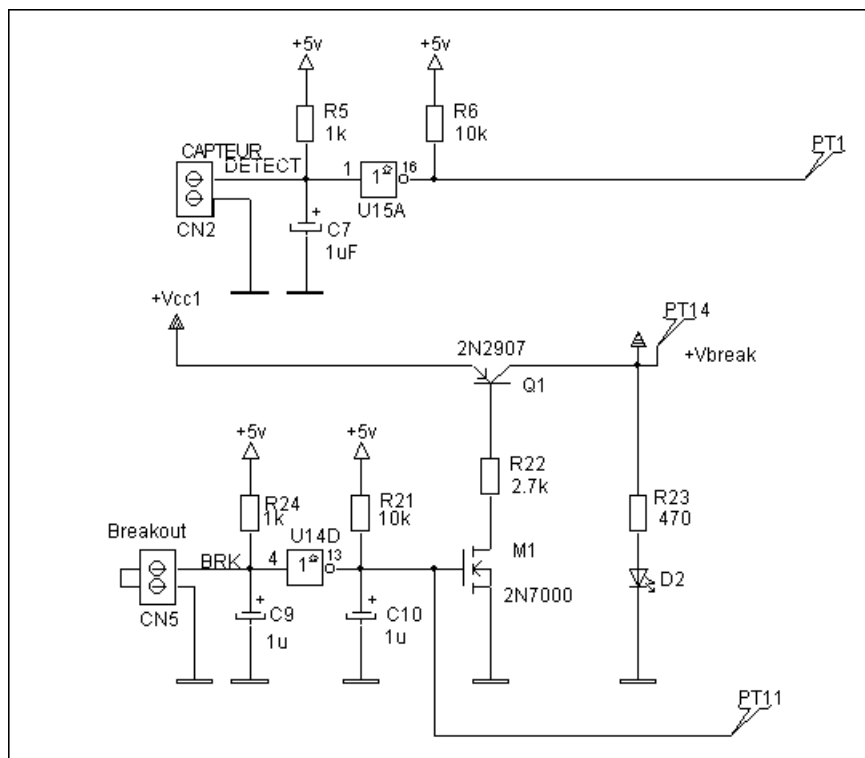 +5v
+5v
R5
1k
R6
10k
PT1
CAPTEUR
DETECT
1
1
16
U15A
CN2
+
C7
1uF
+Vcc1
PT14
2N2907
+Vbreak
Q1
+5v
+5v
R22
2.7k
R24
1k
R21
10k
R23
470
Breakout
U14D
BRK
4
1
13
M1
2N7000
D2
CN5
+
C9
1u
+
C10
1u
PT11